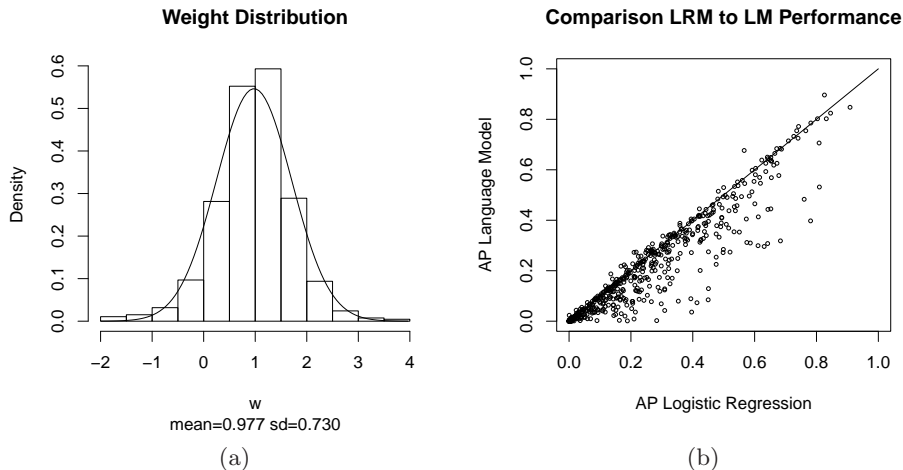 Weight Distribution
Density
0.0 0.1 0.2 0.3 0.4 0.5 0.6
−2 −1 0 1 2 3 4
w
mean=0.977 sd=0.730
(a)
Comparison LRM to LM Performance
AP Language Model
0.0 0.2 0.4 0.6 0.8 1.0
0.0 0.2 0.4 0.6 0.8 1.0
AP Logistic Regression
(b)